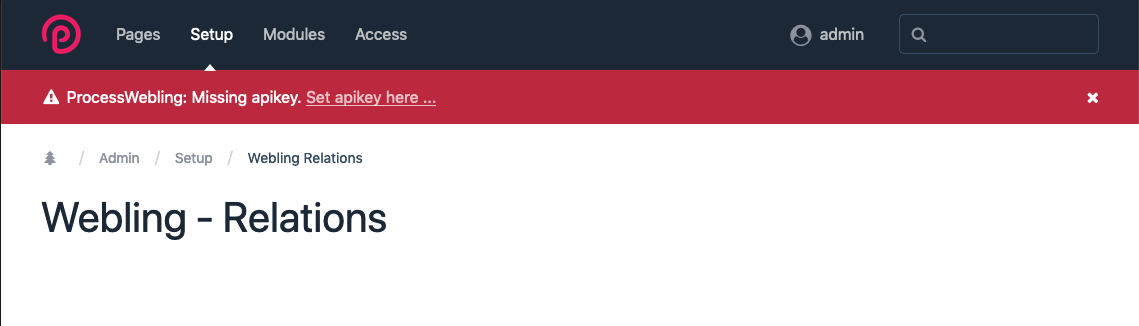 Pages Setup Modules Access admin
ProcessWebling: Missing apikey. Set apikey here ...
/ Admin / Setup / Webling Relations
Webling - Relations